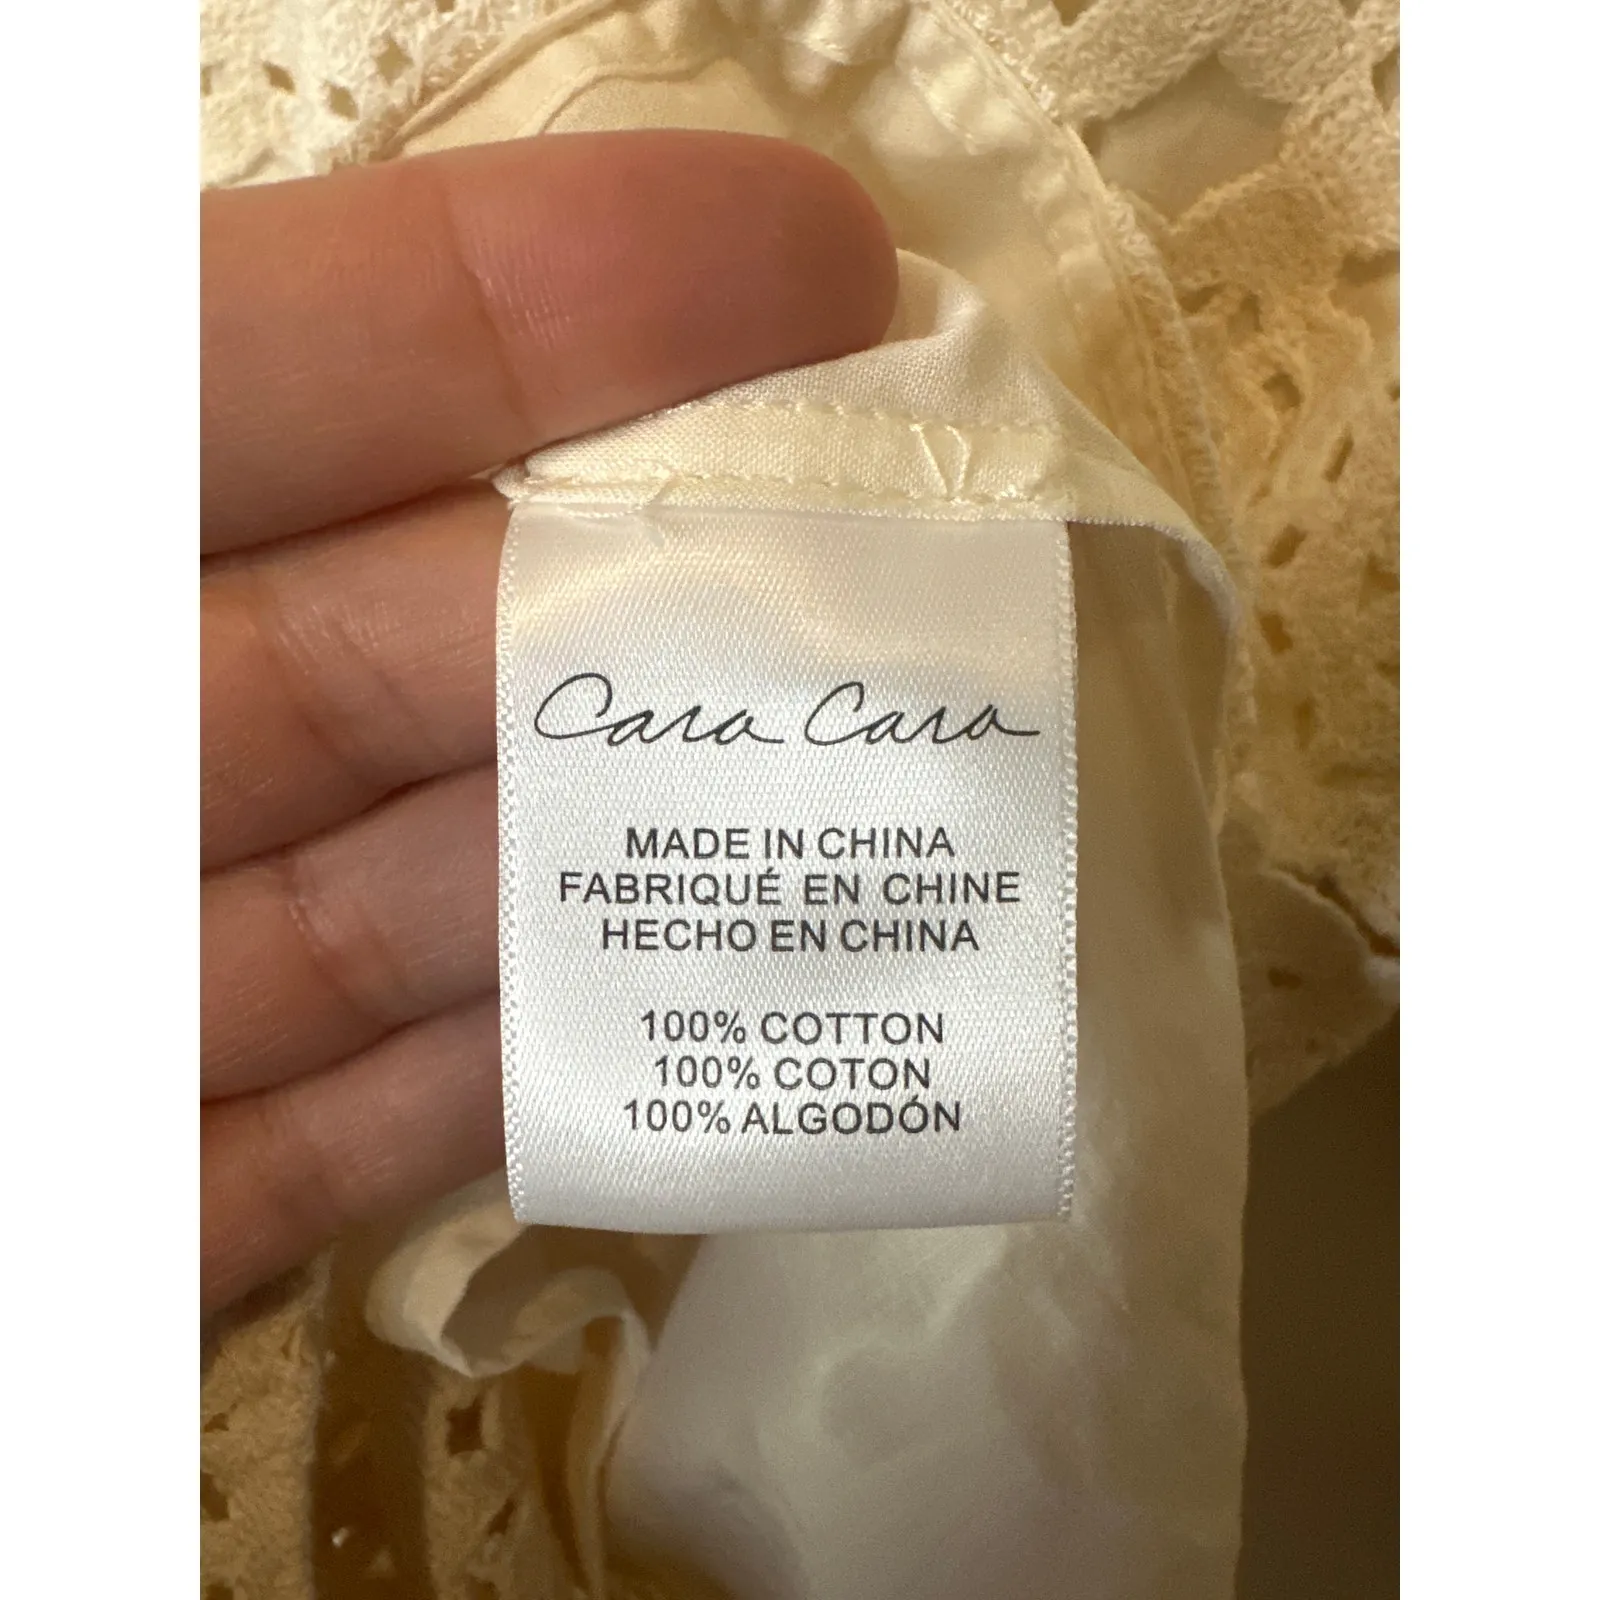 Cara Cara
MADE IN CHINA
FABRIQUÉ EN CHINE
HECHO EN CHINA
100% COTTON
100% COTON
100% ALGODÓN